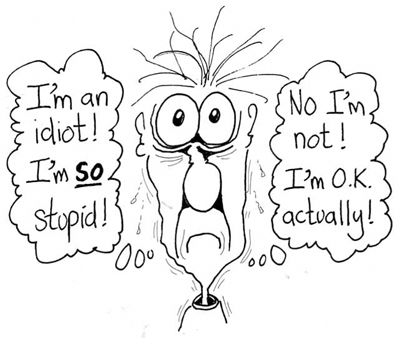 I'm an
idiot!
I'm so
stupid!
No I'm
not!
I'm O.K.
actually!